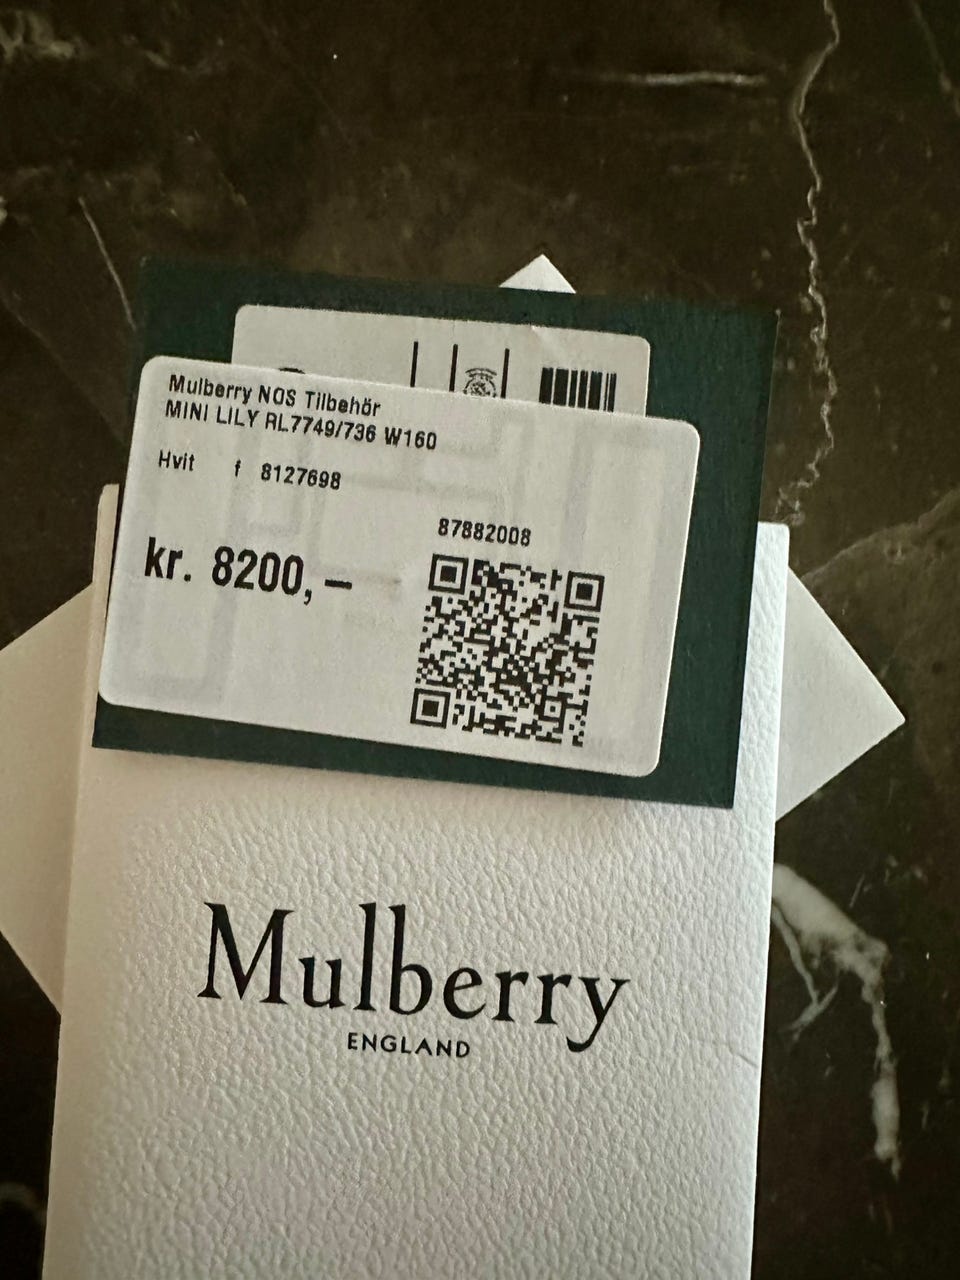 Mulberry NOS Tilbehör
MINI LILY RL7749/736 W160
Hvit f 8127698
87882008
kr. 8200,–
Mulberry
ENGLAND